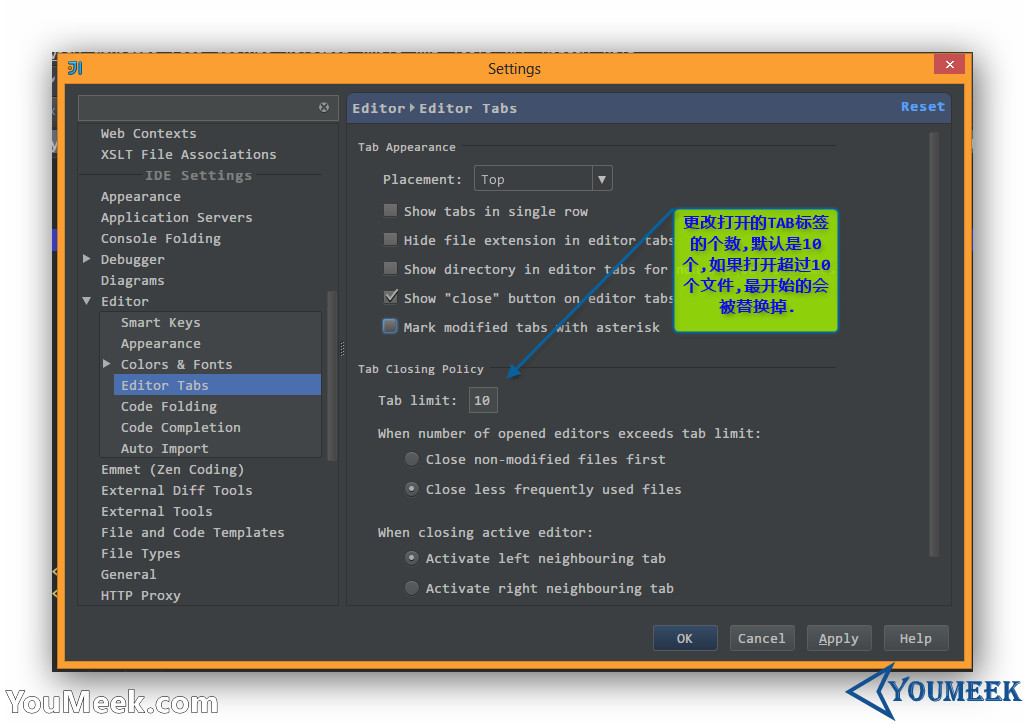 Settings
Editor Editor Tabs
Reset
Web Contexts
XSLT File Associations
IDE Settings
Appearance
Application Servers
Console Folding
Debugger
Diagrams
Editor
Smart Keys
Appearance
Colors & Fonts
Editor Tabs
Code Folding
Code Completion
Auto Import
Emmet (Zen Coding)
External Diff Tools
External Tools
File and Code Templates
File Types
General
HTTP Proxy
Tab Appearance
Placement: Top
Show tabs in single row
Hide file extension in editor tabs
Show directory in editor tabs for
Show "close" button on editor tabs
Mark modified tabs with asterisk
更改打开的TAB标签
的个数,默认是10
个,如果打开超过10
个文件,最开始的会
被替换掉.
Tab Closing Policy
Tab limit: 10
When number of opened editors exceeds tab limit:
Close non-modified files first
Close less frequently used files
When closing active editor:
Activate left neighbouring tab
Activate right neighbouring tab
OK Cancel Apply Help
YouMeek.com
YOUMEEK